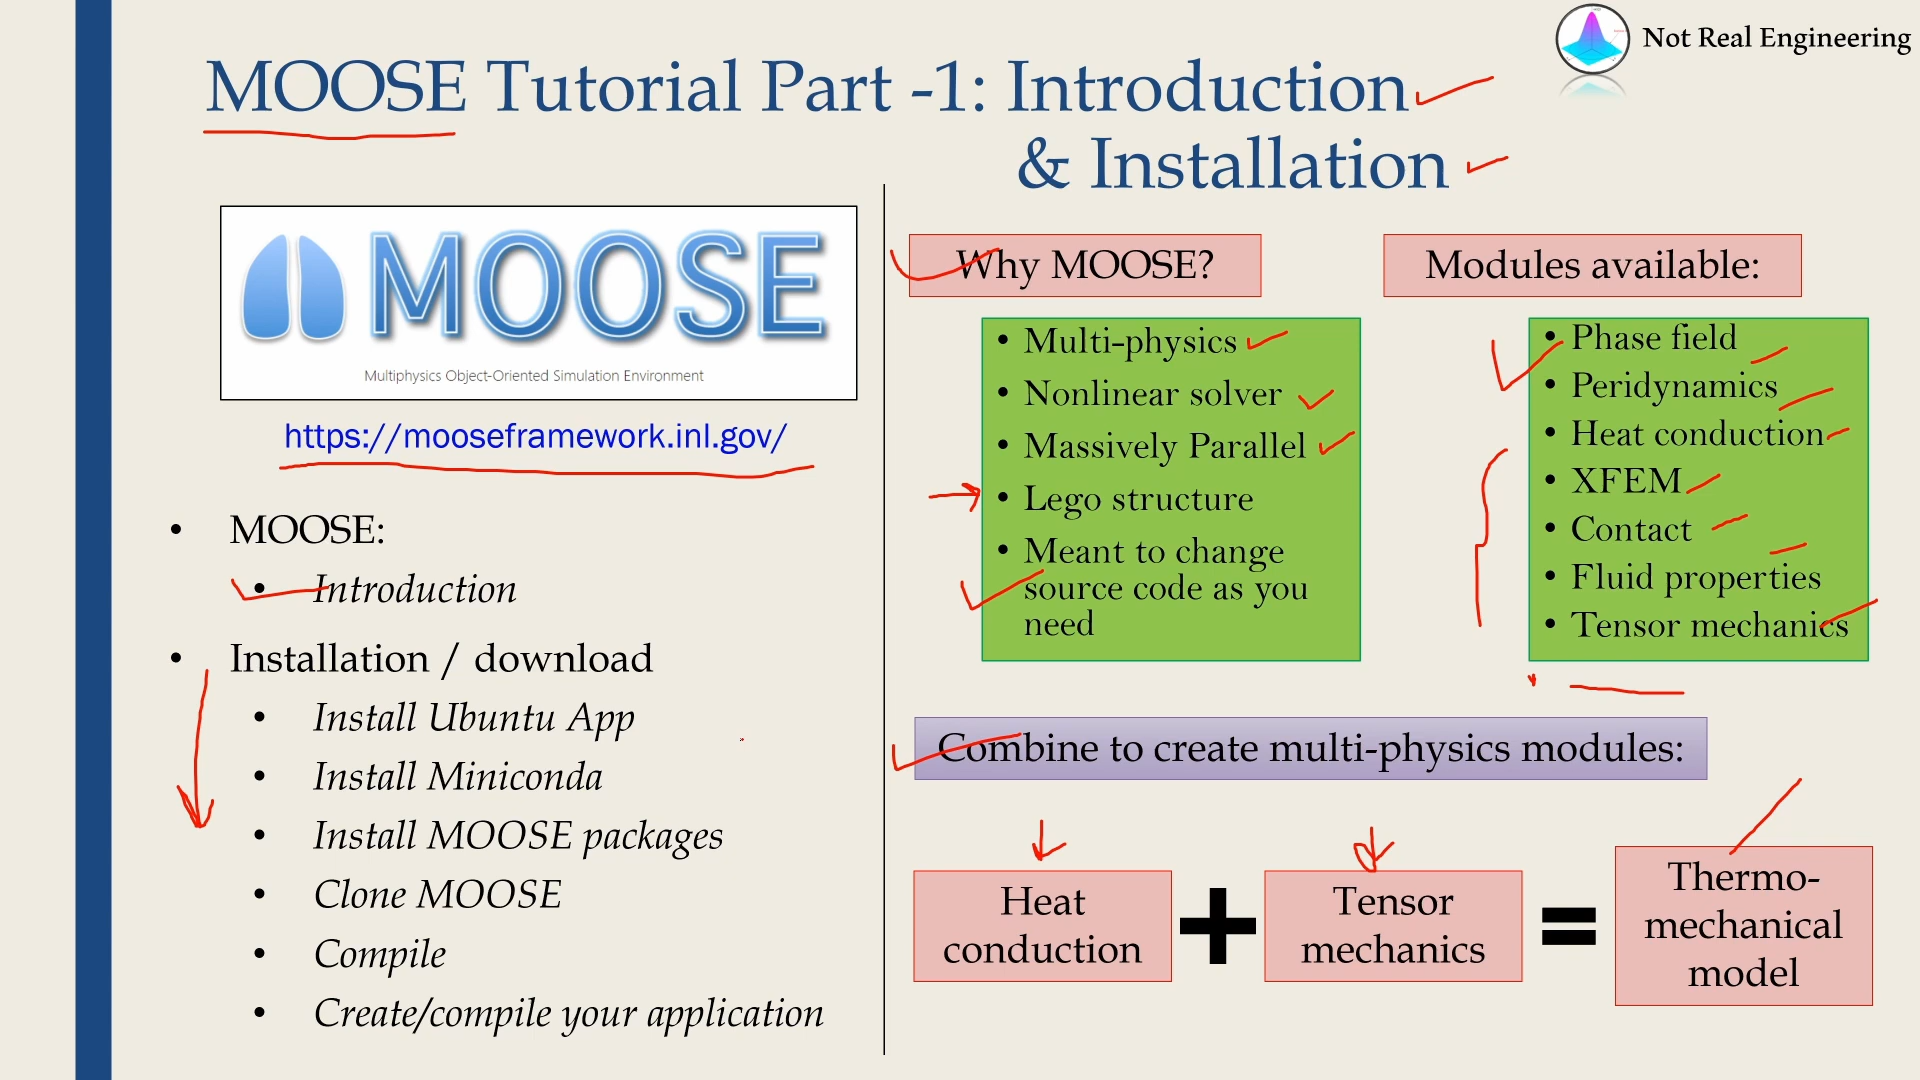 Not Real Engineering
MOOSE Tutorial Part -1: Introduction
& Installation
MOOSE
Multiphysics Object-Oriented Simulation Environment
https://mooseframework.inl.gov/
• MOOSE:
• Introduction
• Installation / download
• Install Ubuntu App
• Install Miniconda
• Install MOOSE packages
• Clone MOOSE
• Compile
• Create/compile your application
Why MOOSE?
• Multi-physics
• Nonlinear solver
• Massively Parallel
• Lego structure
• Meant to change
source code as you
need
Modules available:
• Phase field
• Peridynamics
• Heat conduction
• XFEM
• Contact
• Fluid properties
• Tensor mechanics
Combine to create multi-physics modules:
Heat
conduction
+
Tensor
mechanics
=
Thermo-
mechanical
model